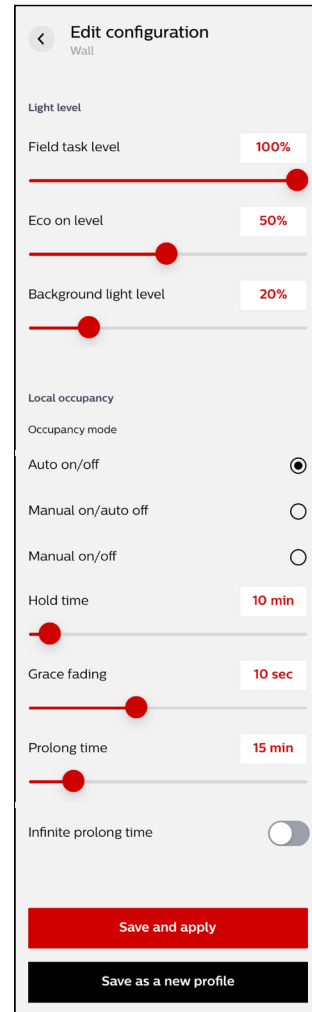 Edit configuration
Wall
Light level
Field task level
100%
Eco on level
50%
Background light level
20%
Local occupancy
Occupancy mode
Auto on/off
Manual on/auto off
Manual on/off
Hold time
10 min
Grace fading
10 sec
Prolong time
15 min
Infinite prolong time
Save and apply
Save as a new profile